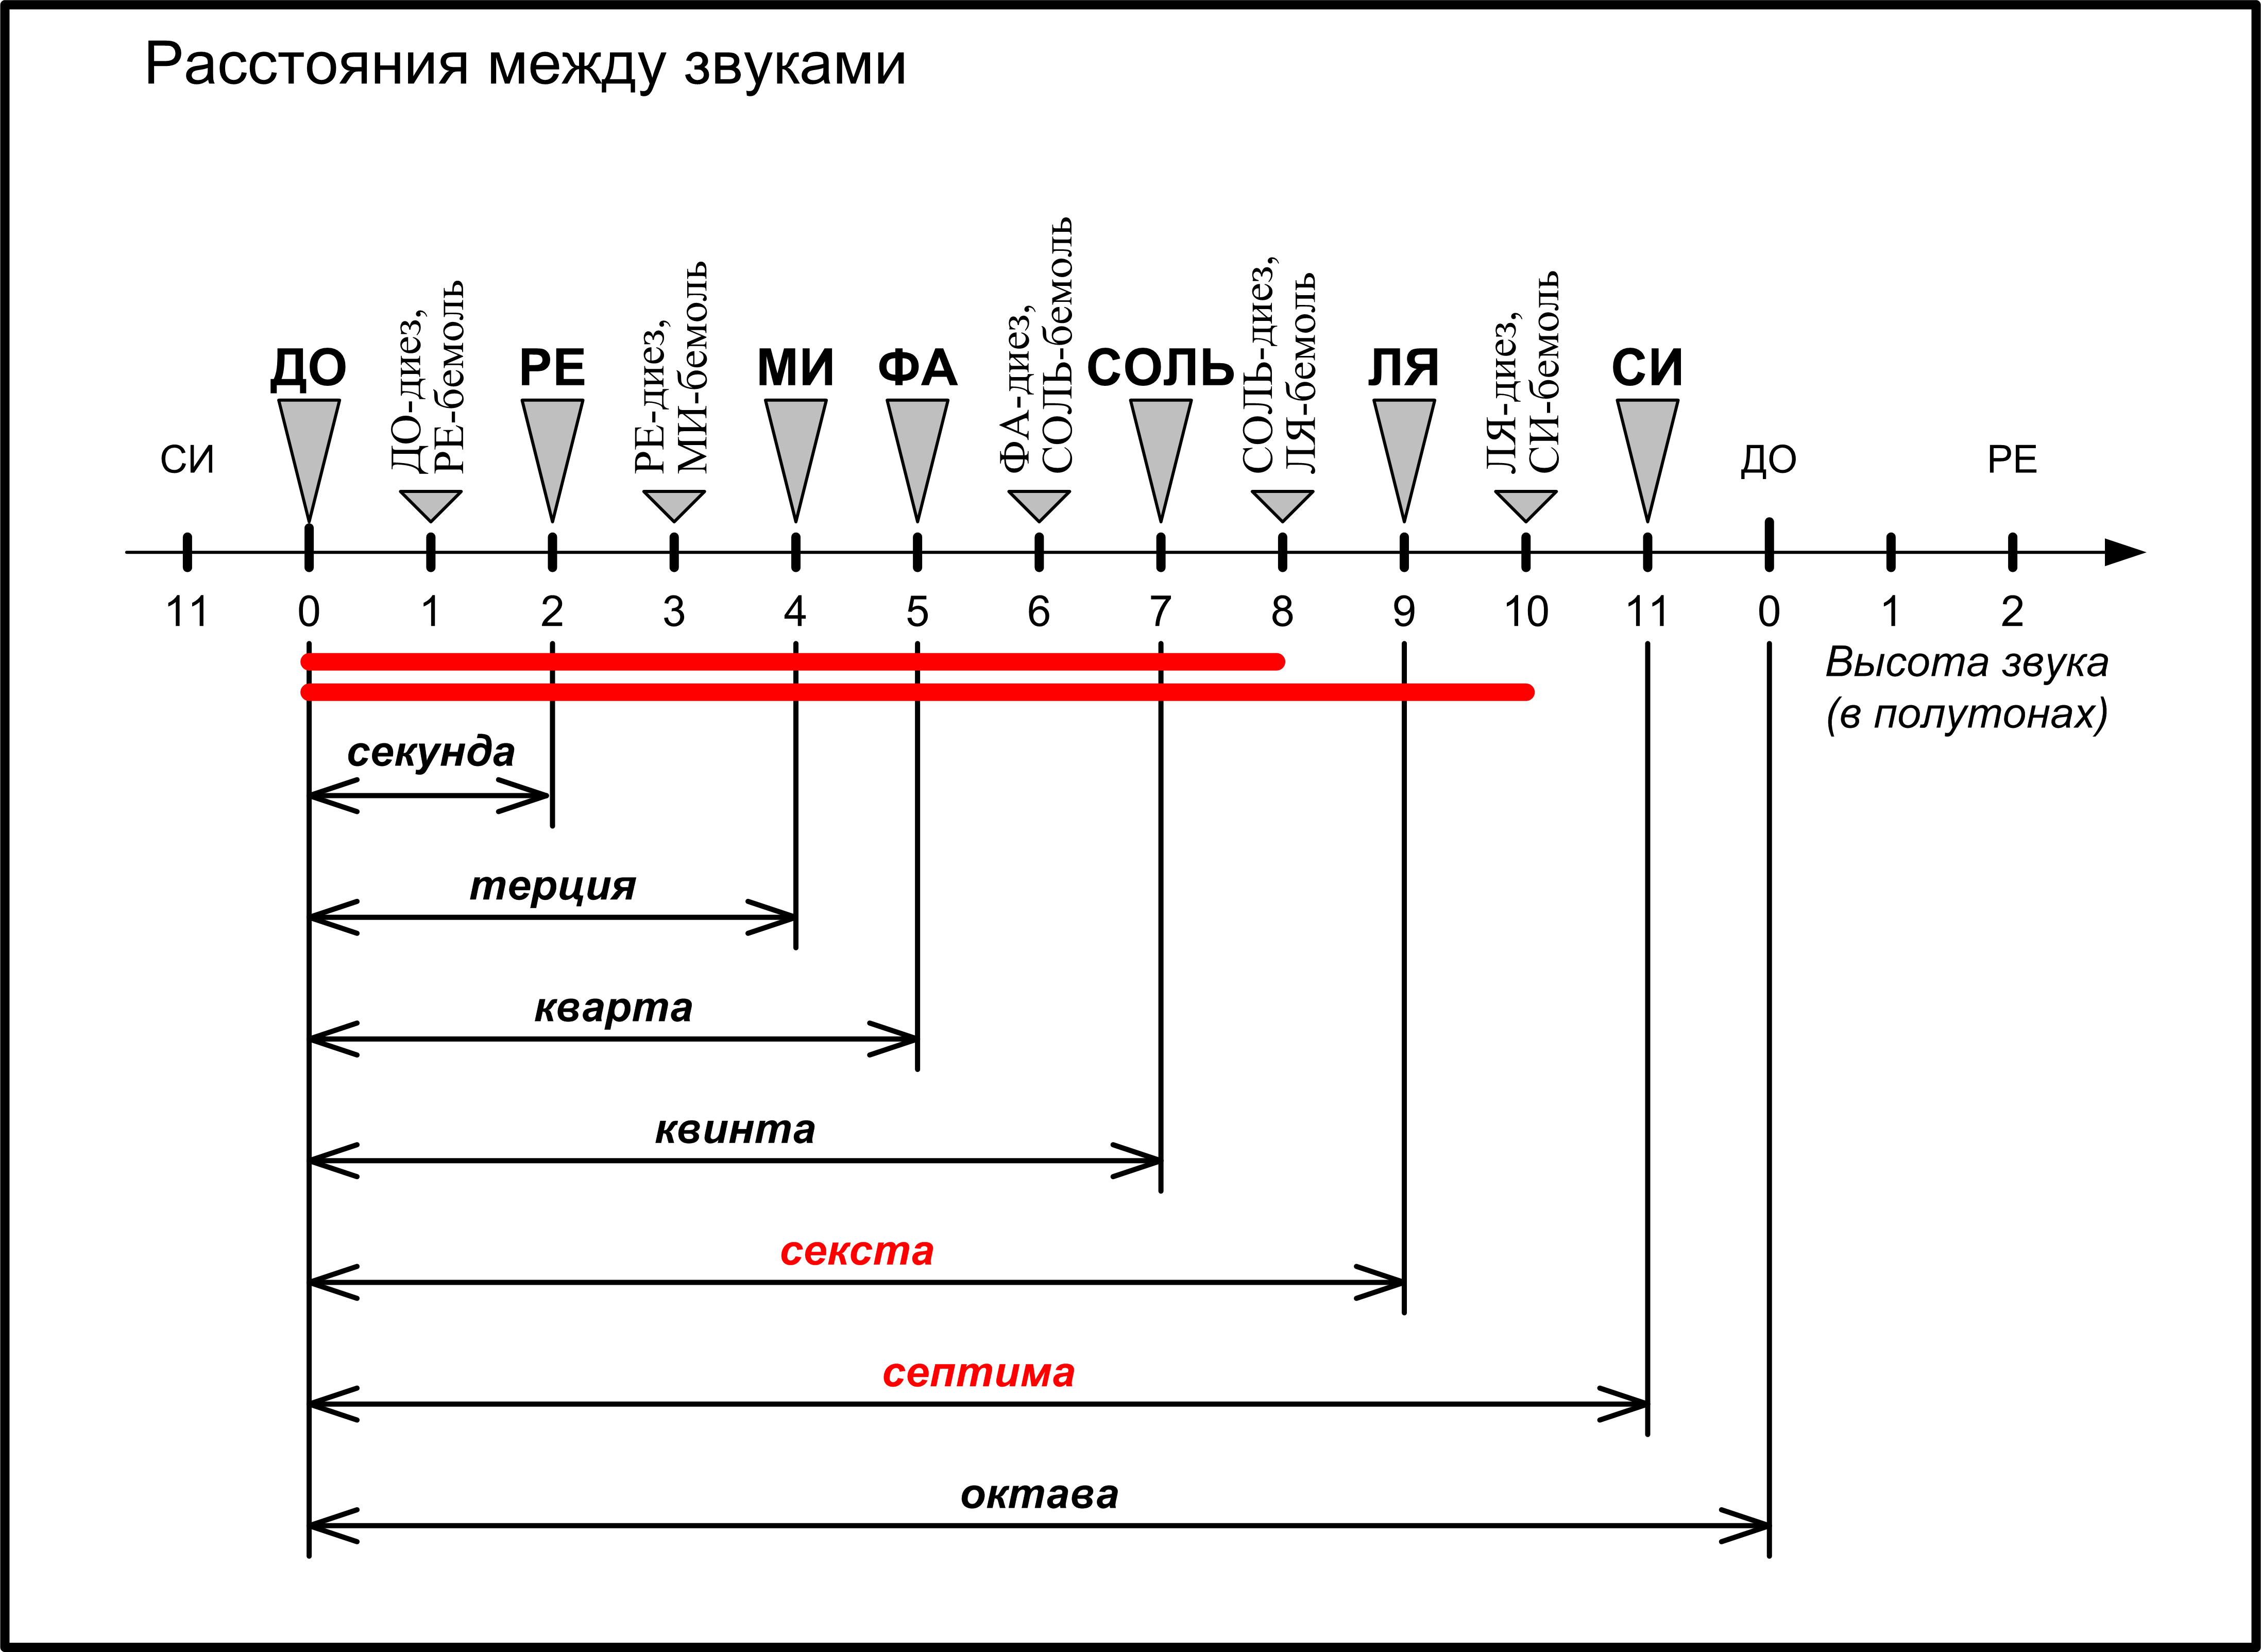 Расстояния между звуками
ДО
ДО-диез,
РЕ-бемоль
РЕ
РЕ-диез,
МИ-бемоль
МИ
ФА
ФА-диез,
СОЛЬ-бемоль
СОЛЬ
СОЛЬ-диез,
ЛЯ-бемоль
ЛЯ
ЛЯ-диез,
СИ-бемоль
СИ
СИ
ДО
РЕ
11 0 1 2 3 4 5 6 7 8 9 10 11 0 1 2
Высота звука
(в полутонах)
секунда
терция
кварта
квинта
секста
септима
октава